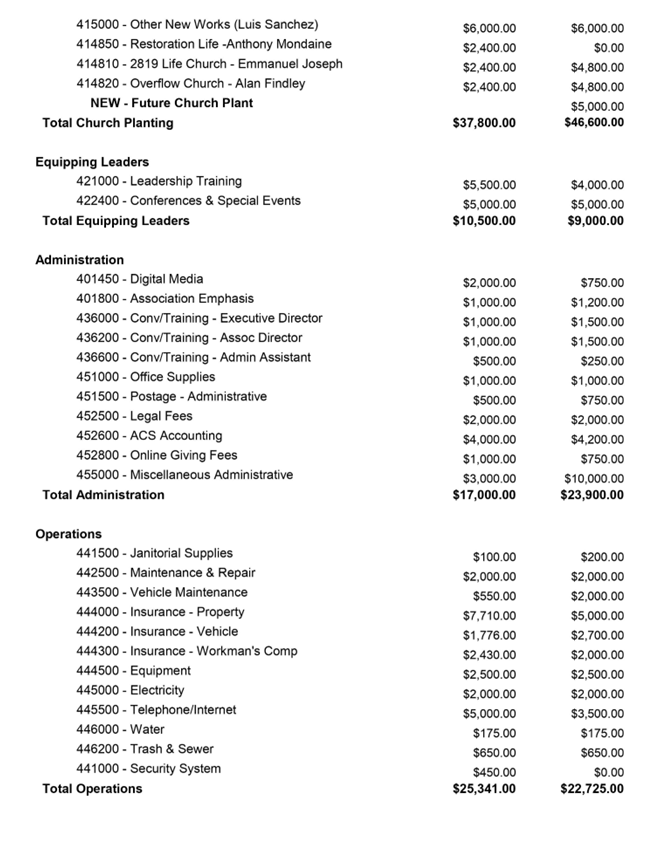 415000 - Other New Works (Luis Sanchez) $6,000.00 $6,000.00
414850 - Restoration Life -Anthony Mondaine $2,400.00 $0.00
414810 - 2819 Life Church - Emmanuel Joseph $2,400.00 $4,800.00
414820 - Overflow Church - Alan Findley $2,400.00 $4,800.00
NEW - Future Church Plant $5,000.00
Total Church Planting $37,800.00 $46,600.00
Equipping Leaders
421000 - Leadership Training $5,500.00 $4,000.00
422400 - Conferences & Special Events $5,000.00 $5,000.00
Total Equipping Leaders $10,500.00 $9,000.00
Administration
401450 - Digital Media $2,000.00 $750.00
401800 - Association Emphasis $1,000.00 $1,200.00
436000 - Conv/Training - Executive Director $1,000.00 $1,500.00
436200 - Conv/Training - Assoc Director $1,000.00 $1,500.00
436600 - Conv/Training - Admin Assistant $500.00 $250.00
451000 - Office Supplies $1,000.00 $1,000.00
451500 - Postage - Administrative $500.00 $750.00
452500 - Legal Fees $2,000.00 $2,000.00
452600 - ACS Accounting $4,000.00 $4,200.00
452800 - Online Giving Fees $1,000.00 $750.00
455000 - Miscellaneous Administrative $3,000.00 $10,000.00
Total Administration $17,000.00 $23,900.00
Operations
441500 - Janitorial Supplies $100.00 $200.00
442500 - Maintenance & Repair $2,000.00 $2,000.00
443500 - Vehicle Maintenance $550.00 $2,000.00
444000 - Insurance - Property $7,710.00 $5,000.00
444200 - Insurance - Vehicle $1,776.00 $2,700.00
444300 - Insurance - Workman's Comp $2,430.00 $2,000.00
444500 - Equipment $2,500.00 $2,500.00
445000 - Electricity $2,000.00 $2,000.00
445500 - Telephone/Internet $5,000.00 $3,500.00
446000 - Water $175.00 $175.00
446200 - Trash & Sewer $650.00 $650.00
441000 - Security System $450.00 $0.00
Total Operations $25,341.00 $22,725.00